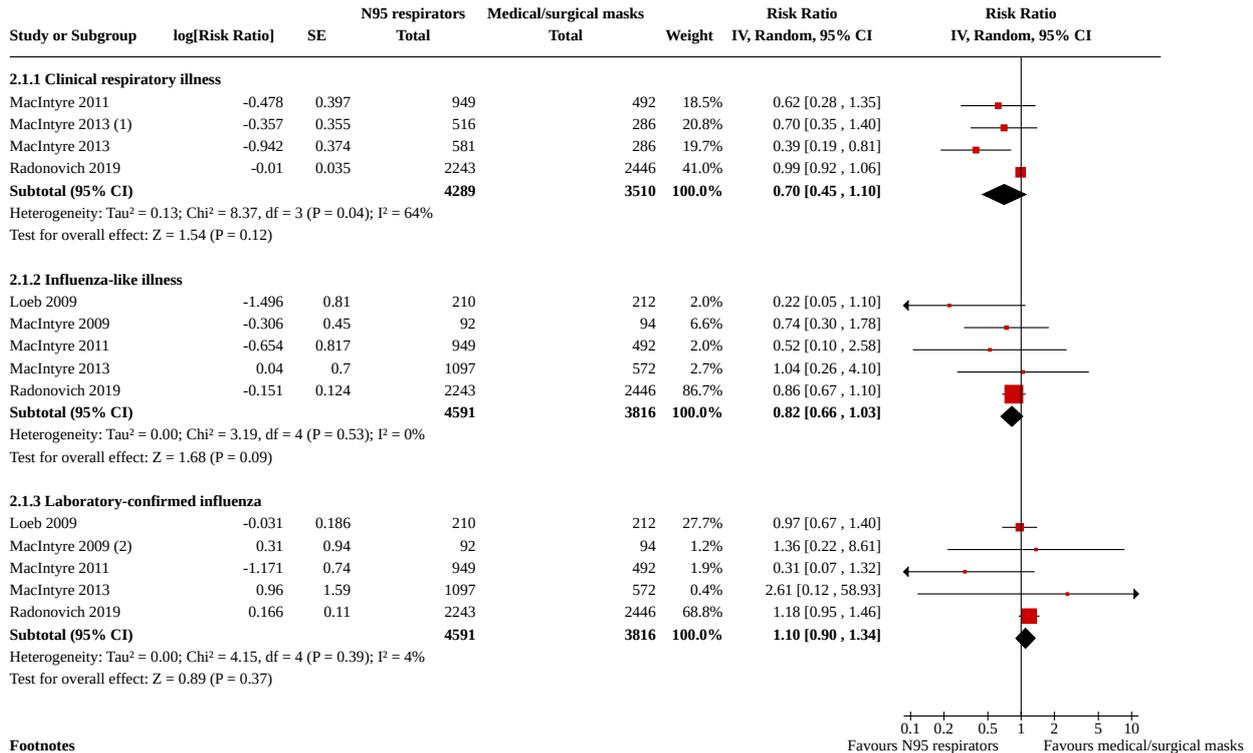 N95 respirators Medical/surgical masks Risk Ratio Risk Ratio
Study or Subgroup log[Risk Ratio] SE Total Total Weight IV, Random, 95% CI IV, Random, 95% CI
2.1.1 Clinical respiratory illness
MacIntyre 2011 -0.478 0.397 949 492 18.5% 0.62 [0.28 , 1.35]
MacIntyre 2013 (1) -0.357 0.355 516 286 20.8% 0.70 [0.35 , 1.40]
MacIntyre 2013 -0.942 0.374 581 286 19.7% 0.39 [0.19 , 0.81]
Radonovich 2019 -0.01 0.035 2243 2446 41.0% 0.99 [0.92 , 1.06]
Subtotal (95% CI) 4289 3510 100.0% 0.70 [0.45 , 1.10]
Heterogeneity: Tau² = 0.13; Chi² = 8.37, df = 3 (P = 0.04); I² = 64%
Test for overall effect: Z = 1.54 (P = 0.12)
2.1.2 Influenza-like illness
Loeb 2009 -1.496 0.81 210 212 2.0% 0.22 [0.05 , 1.10]
MacIntyre 2009 -0.306 0.45 92 94 6.6% 0.74 [0.30 , 1.78]
MacIntyre 2011 -0.654 0.817 949 492 2.0% 0.52 [0.10 , 2.58]
MacIntyre 2013 0.04 0.7 1097 572 2.7% 1.04 [0.26 , 4.10]
Radonovich 2019 -0.151 0.124 2243 2446 86.7% 0.86 [0.67 , 1.10]
Subtotal (95% CI) 4591 3816 100.0% 0.82 [0.66 , 1.03]
Heterogeneity: Tau² = 0.00; Chi² = 3.19, df = 4 (P = 0.53); I² = 0%
Test for overall effect: Z = 1.68 (P = 0.09)
2.1.3 Laboratory-confirmed influenza
Loeb 2009 -0.031 0.186 210 212 27.7% 0.97 [0.67 , 1.40]
MacIntyre 2009 (2) 0.31 0.94 92 94 1.2% 1.36 [0.22 , 8.61]
MacIntyre 2011 -1.171 0.74 949 492 1.9% 0.31 [0.07 , 1.32]
MacIntyre 2013 0.96 1.59 1097 572 0.4% 2.61 [0.12 , 58.93]
Radonovich 2019 0.166 0.11 2243 2446 68.8% 1.18 [0.95 , 1.46]
Subtotal (95% CI) 4591 3816 100.0% 1.10 [0.90 , 1.34]
Heterogeneity: Tau² = 0.00; Chi² = 4.15, df = 4 (P = 0.39); I² = 4%
Test for overall effect: Z = 0.89 (P = 0.37)
0.1 0.2 0.5 1 2 5 10
Footnotes Favours N95 respirators Favours medical/surgical masks